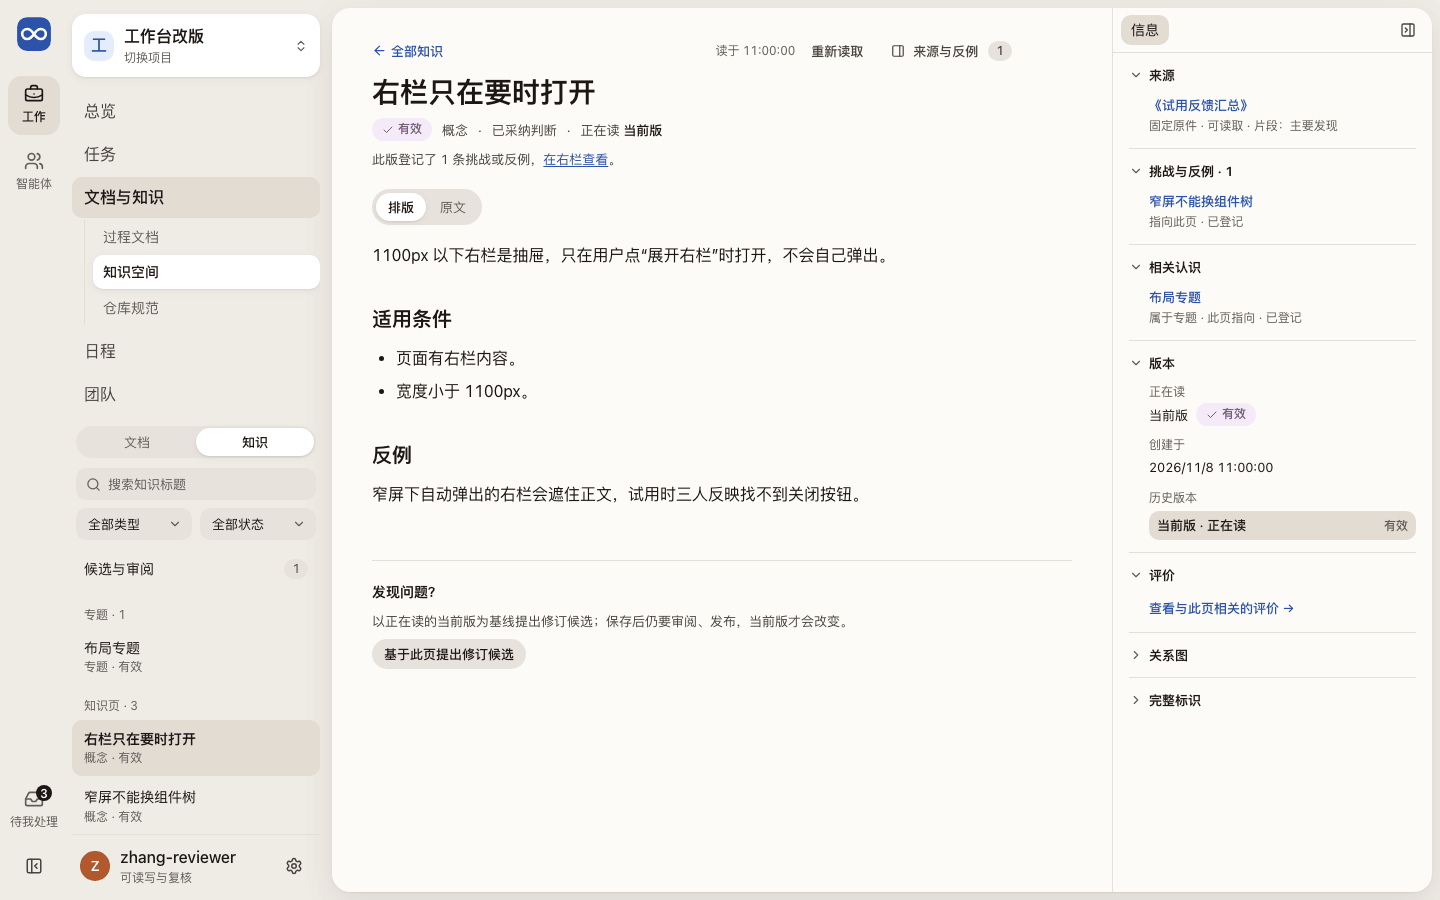 工作
智能体
3
待我处理
工
工作台改版
切换项目
总览
任务
文档与知识
过程文档
知识空间
仓库规范
日程
团队
文档
知识
搜索知识标题
全部类型
全部状态
候选与审阅
1
专题 · 1
布局专题
专题 · 有效
知识页 · 3
右栏只在要时打开
概念 · 有效
窄屏不能换组件树
概念 · 有效
Z
zhang-reviewer
可读写与复核
← 全部知识
读于 11:00:00
重新读取
来源与反例
1
右栏只在要时打开
有效
概念 · 已采纳判断 · 正在读 当前版
此版登记了 1 条挑战或反例，在右栏查看。
排版
原文
1100px 以下右栏是抽屉，只在用户点“展开右栏”时打开，不会自己弹出。
适用条件
• 页面有右栏内容。
• 宽度小于 1100px。
反例
窄屏下自动弹出的右栏会遮住正文，试用时三人反映找不到关闭按钮。
发现问题？
以正在读的当前版为基线提出修订候选；保存后仍要审阅、发布，当前版才会改变。
基于此页提出修订候选
信息
来源
《试用反馈汇总》
固定原件 · 可读取 · 片段：主要发现
挑战与反例 · 1
窄屏不能换组件树
指向此页 · 已登记
相关认识
布局专题
属于专题 · 此页指向 · 已登记
版本
正在读
当前版
有效
创建于
2026/11/8 11:00:00
历史版本
当前版 · 正在读
有效
评价
查看与此页相关的评价 →
关系图
完整标识